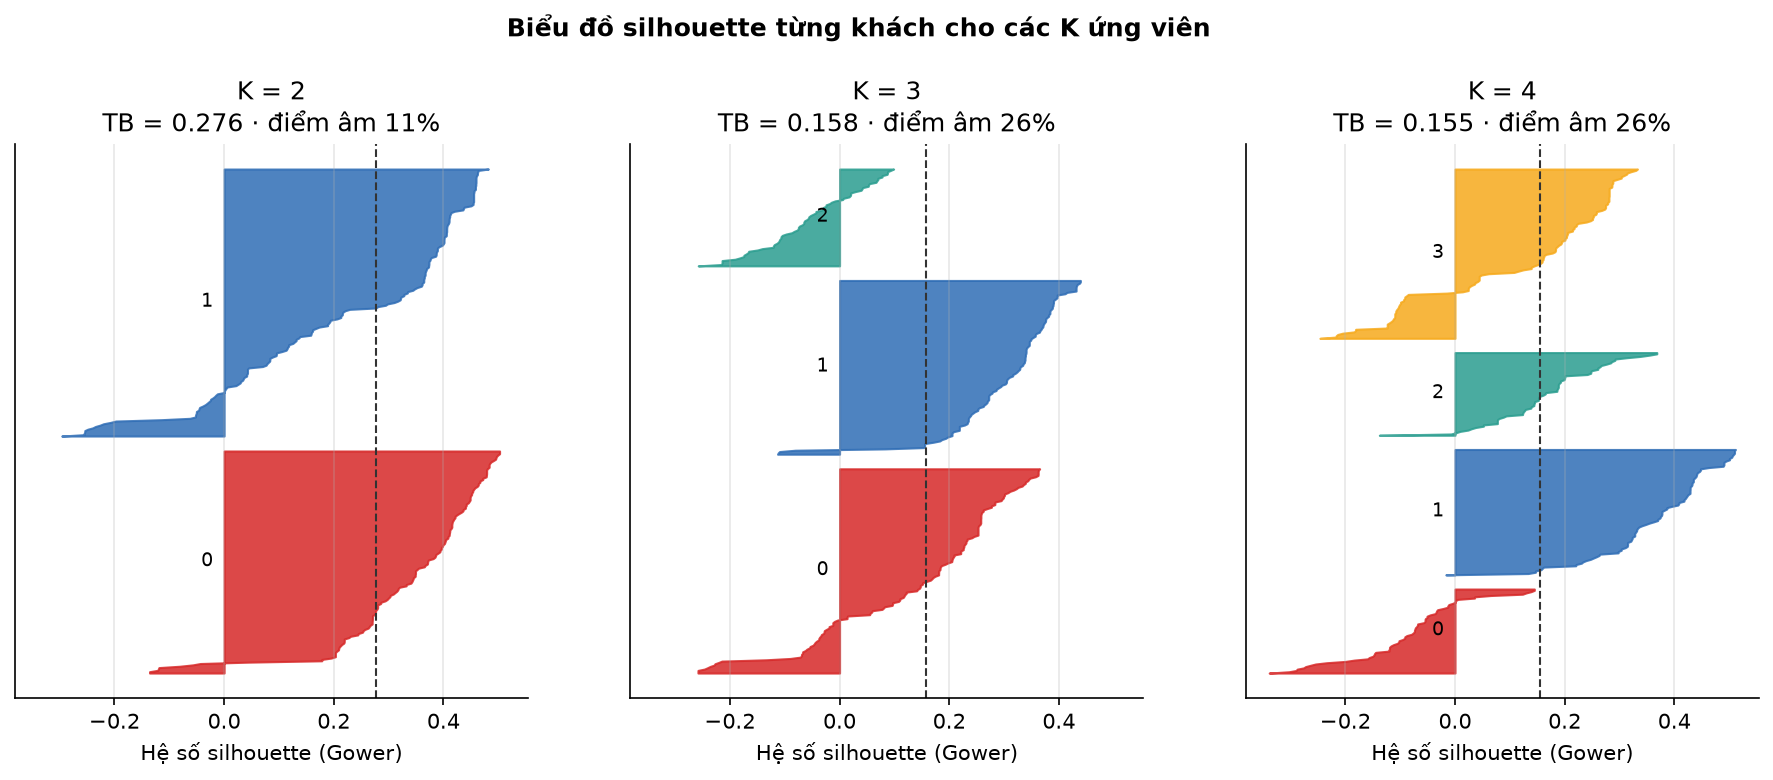 Biểu đồ silhouette từng khách cho các K ứng viên
K = 2
TB = 0.276 · điểm âm 11%
1
0
−0.2 0.0 0.2 0.4
Hệ số silhouette (Gower)
K = 3
TB = 0.158 · điểm âm 26%
2
1
0
−0.2 0.0 0.2 0.4
Hệ số silhouette (Gower)
K = 4
TB = 0.155 · điểm âm 26%
3
2
1
0
−0.2 0.0 0.2 0.4
Hệ số silhouette (Gower)